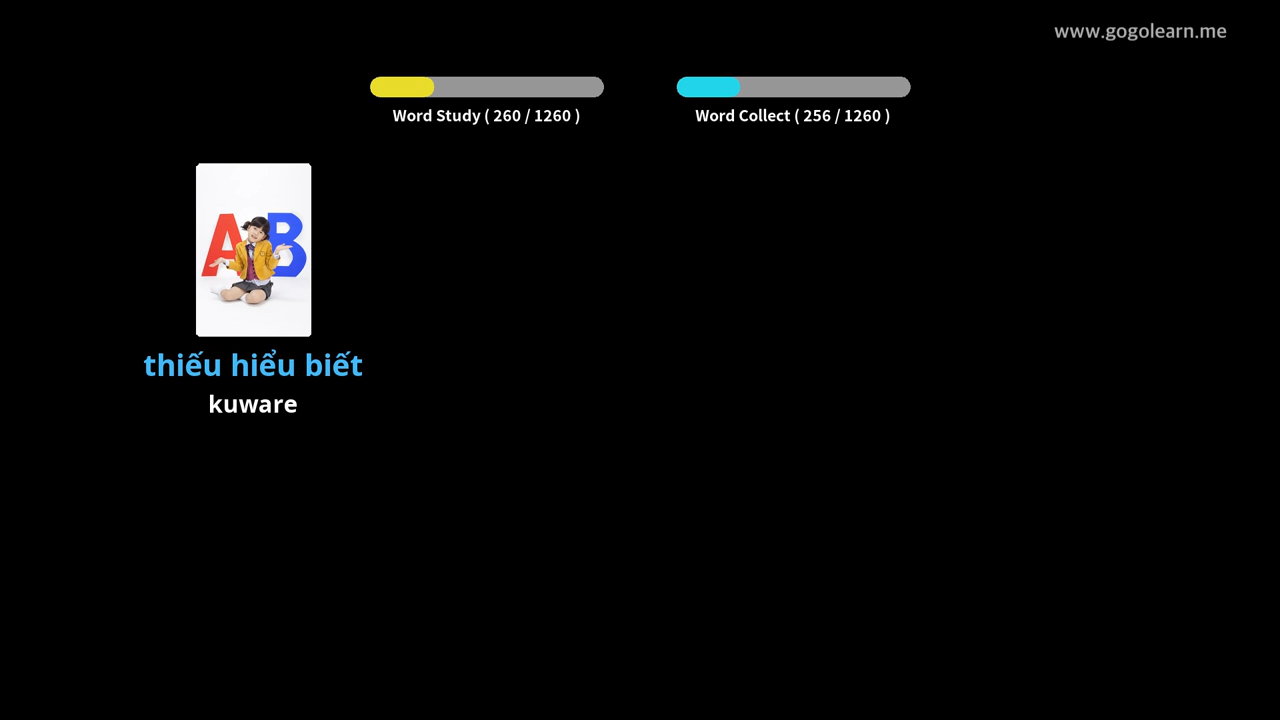 www.gogolearn.me
Word Study ( 260 / 1260 )
Word Collect ( 256 / 1260 )
A B
thiếu hiểu biết
kuware